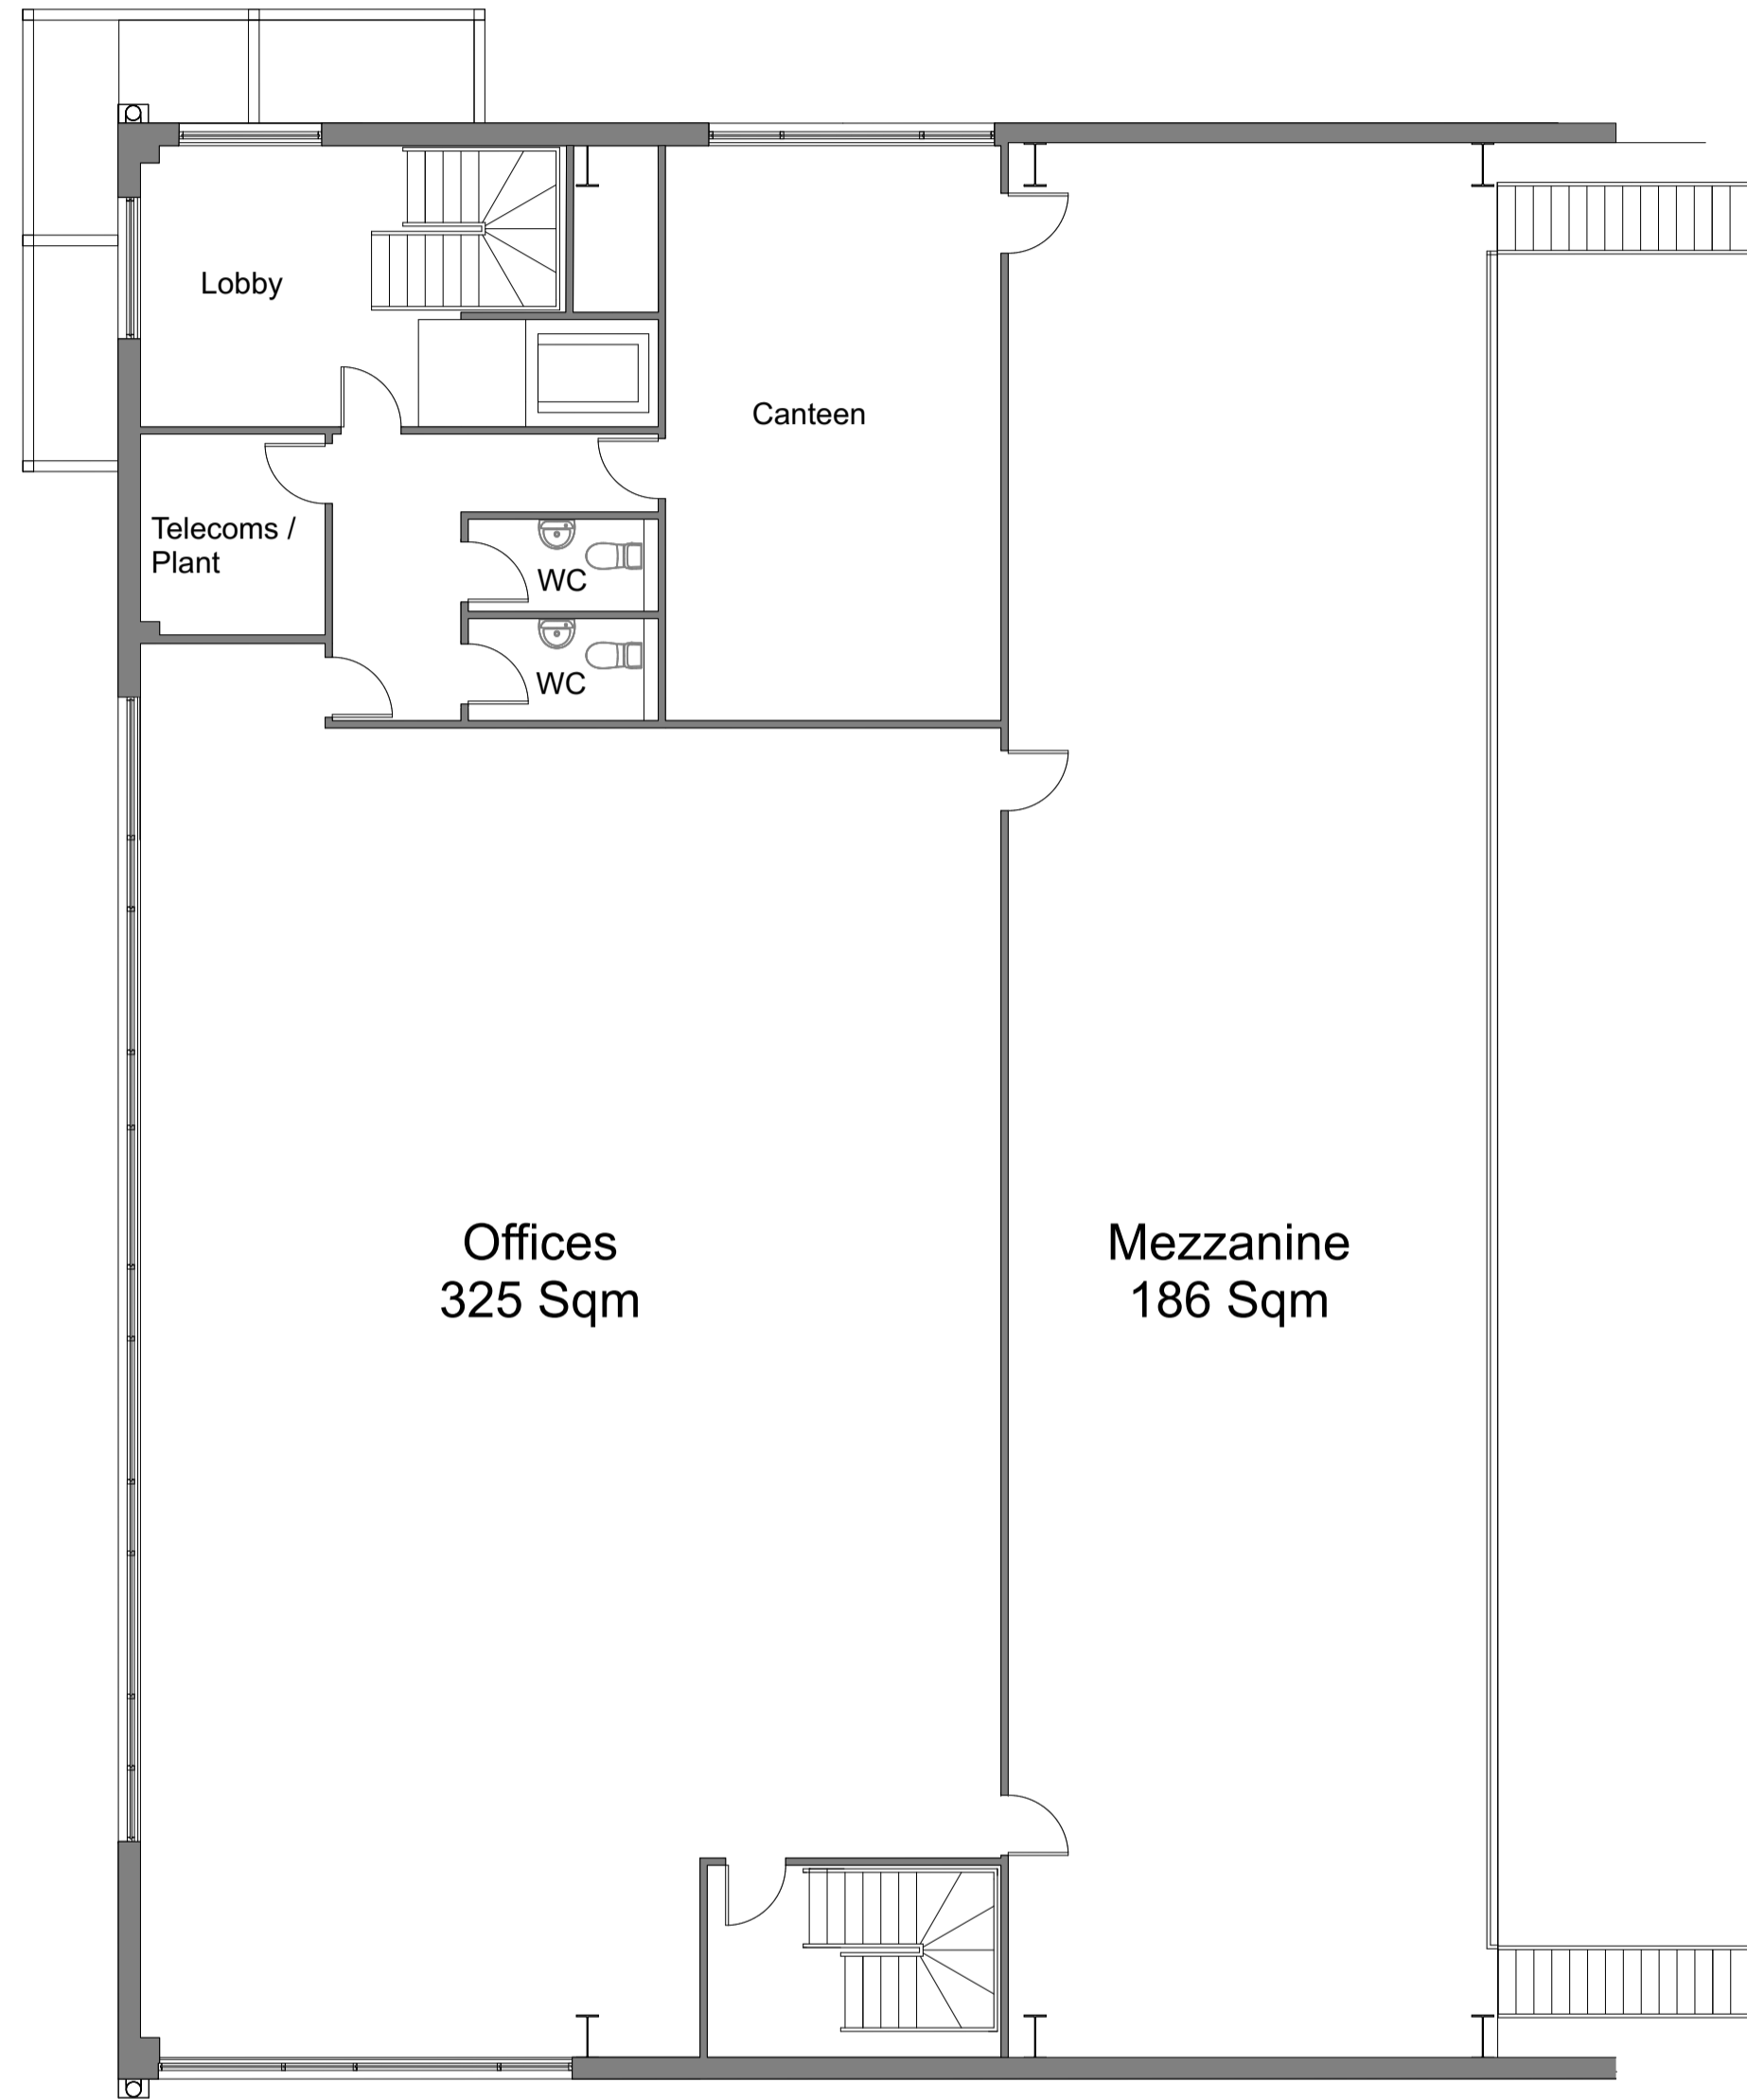 Lobby
Canteen
Telecoms /
Plant
WC
WC
Offices
325 Sqm
Mezzanine
186 Sqm